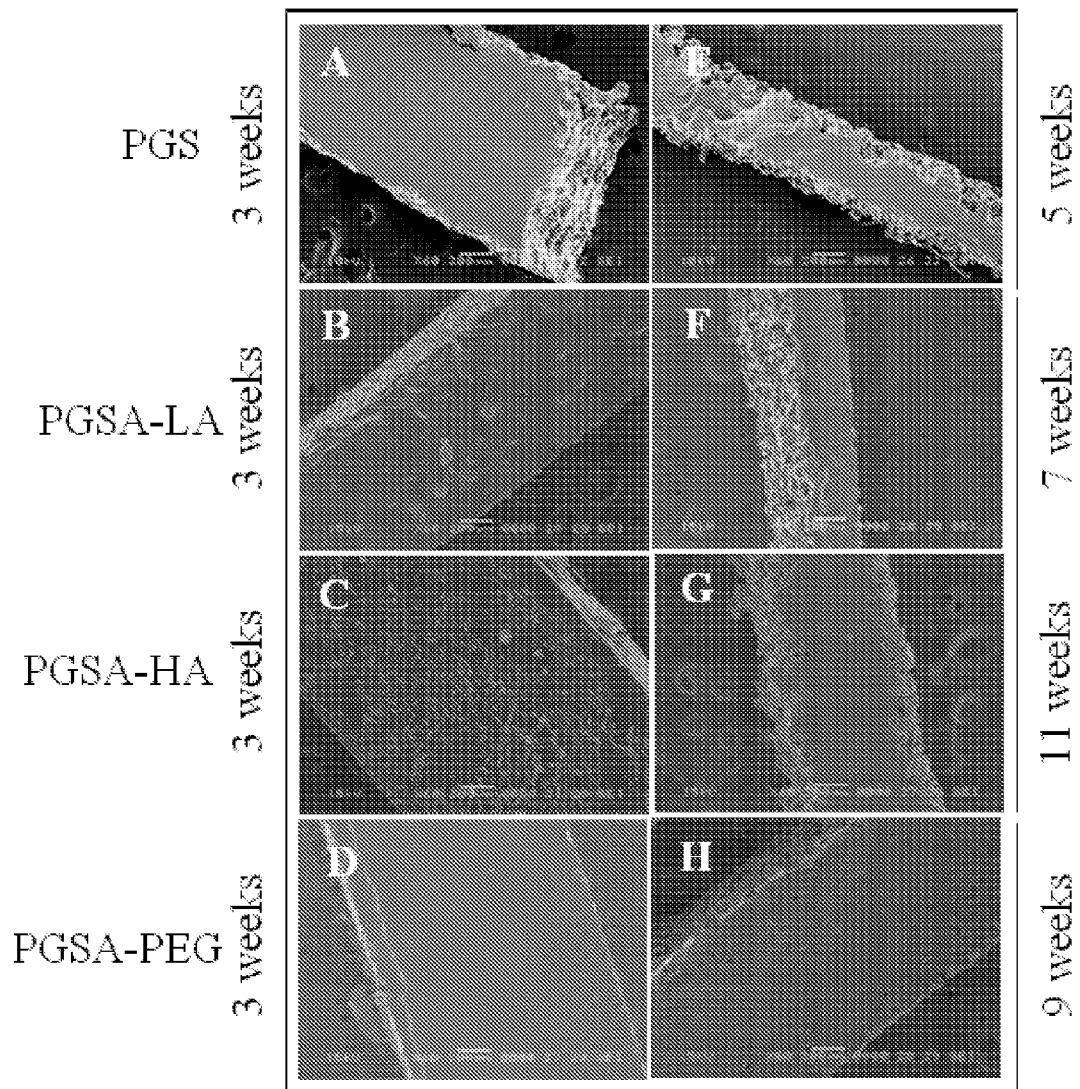 PGS
3 weeks
A
E
5 weeks
PGSA-LA
3 weeks
B
F
7 weeks
PGSA-HA
3 weeks
C
G
11 weeks
PGSA-PEG
3 weeks
D
H
9 weeks